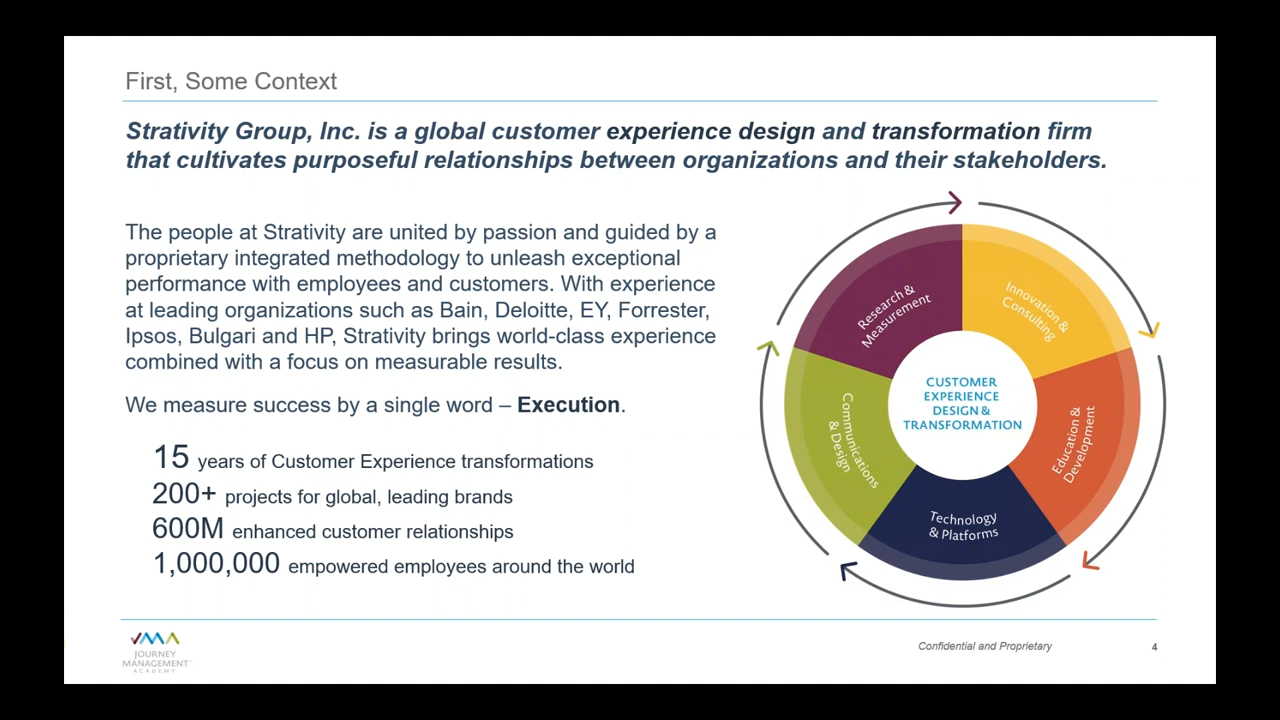 First, Some Context
Strativity Group, Inc. is a global customer experience design and transformation firm
that cultivates purposeful relationships between organizations and their stakeholders.
The people at Strativity are united by passion and guided by a
proprietary integrated methodology to unleash exceptional
performance with employees and customers. With experience
at leading organizations such as Bain, Deloitte, EY, Forrester,
Ipsos, Bulgari and HP, Strativity brings world-class experience
combined with a focus on measurable results.
We measure success by a single word – Execution.
15 years of Customer Experience transformations
200+ projects for global, leading brands
600M enhanced customer relationships
1,000,000 empowered employees around the world
Research &
Measurement
Innovation &
Consulting
Education &
Development
Technology
& Platforms
Communications
& Design
CUSTOMER
EXPERIENCE
DESIGN &
TRANSFORMATION
JMA
JOURNEY
MANAGEMENT
ACADEMY
Confidential and Proprietary
4